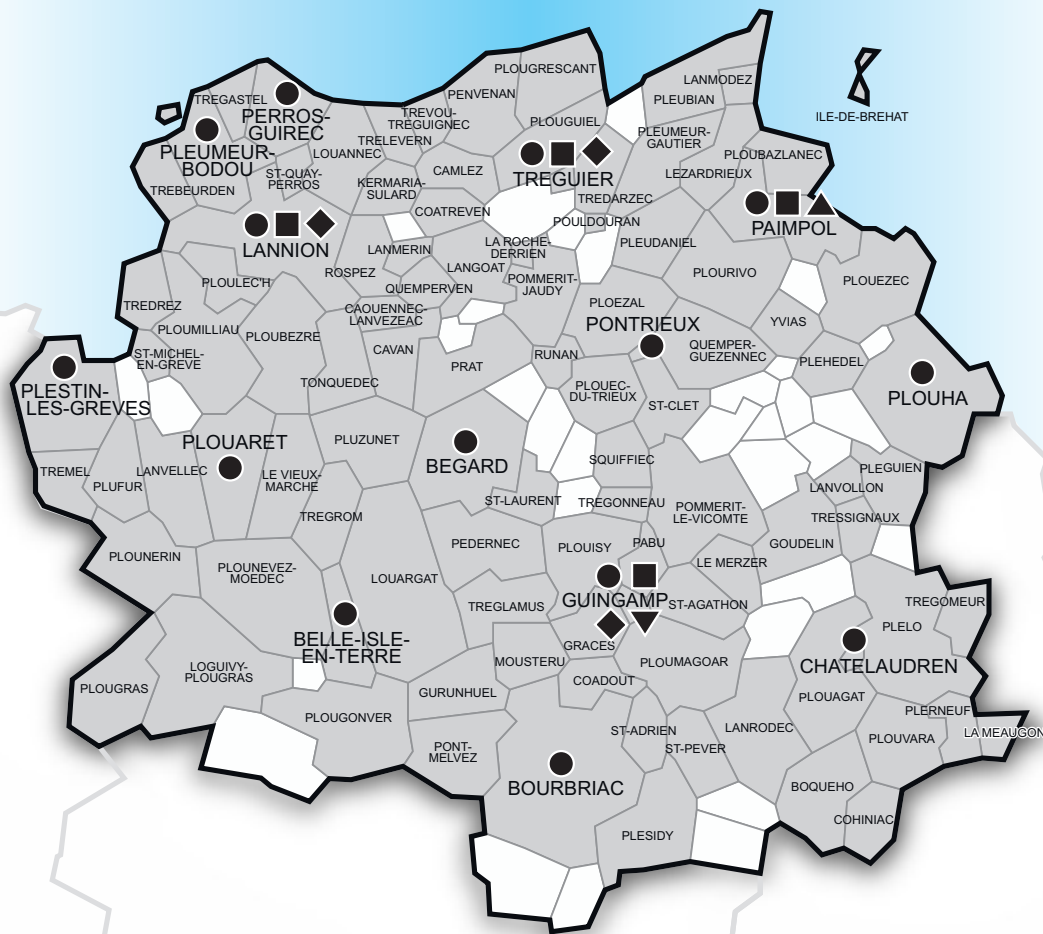 PLOUGRESCANT
LANMODEZ
PENVENAN
TREGASTEL
PLEUBIAN
TREVOU-
TREGUIGNEC
ILE-DE-BREHAT
PERROS-
GUIREC
PLOUGUIEL
PLEUMEUR-
GAUTIER
TRELEVERN
PLEUMEUR-
BODOU
LOUANNEC
PLOUBAZLANEC
ST-QUAY-
PERROS
CAMLEZ
TREGUIER
LEZARDRIEUX
TREBEURDEN
KERMARIA-
SULARD
TREDARZEC
COATREVEN
POULDOURAN
PAIMPOL
LANNION
LANMERIN
LA ROCHE-
DERRIEN
PLEUDANIEL
LANGOAT
ROSPEZ
PLOURIVO
PLOUEZEC
PLOULEC'H
QUEMPERVEN
POMMERIT-
JAUDY
TREDREZ
CAOUENNEC-
LANVEZEAC
PLOEZAL
YVIAS
PLOUMILLIAU
PLOUBEZRE
PONTRIEUX
CAVAN
QUEMPER-
GUEZENNEC
ST-MICHEL-
EN-GREVE
RUNAN
PLEHEDEL
PRAT
TONQUEDEC
PLESTIN-
LES-GREVES
PLOUEC-
DU-TRIEUX
PLOUHA
ST-CLET
PLOUARET
PLUZUNET
BEGARD
SQUIFFIEC
TREMEL
LANVELLEC
PLEGUIEN
PLUFUR
LE VIEUX-
MARCHE
LANVOLLON
ST-LAURENT
TREGONNEAU
POMMERIT-
LE-VICOMTE
TREGROM
TRESSIGNAUX
PEDERNEC
PLOUISY
PABU
GOUDELIN
PLOUNERIN
LE MERZER
PLOUNEVEZ-
MOEDEC
LOUARGAT
GUINGAMP
TREGLAMUS
ST-AGATHON
TREGOMEUR
PLELO
BELLE-ISLE-
EN-TERRE
GRACES
MOUSTERU
PLOUMAGOAR
CHATELAUDREN
LOGUIVY-
PLOUGRAS
COADOUT
PLOUGRAS
GURUNHUEL
PLOUAGAT
PLOUGONVER
PLERNEUF
ST-ADRIEN
LANRODEC
LA MEAUGON
PLOUVARA
PONT-
MELVEZ
ST-PEVER
BOURBRIAC
BOQUEHO
COHINIAC
PLESIDY